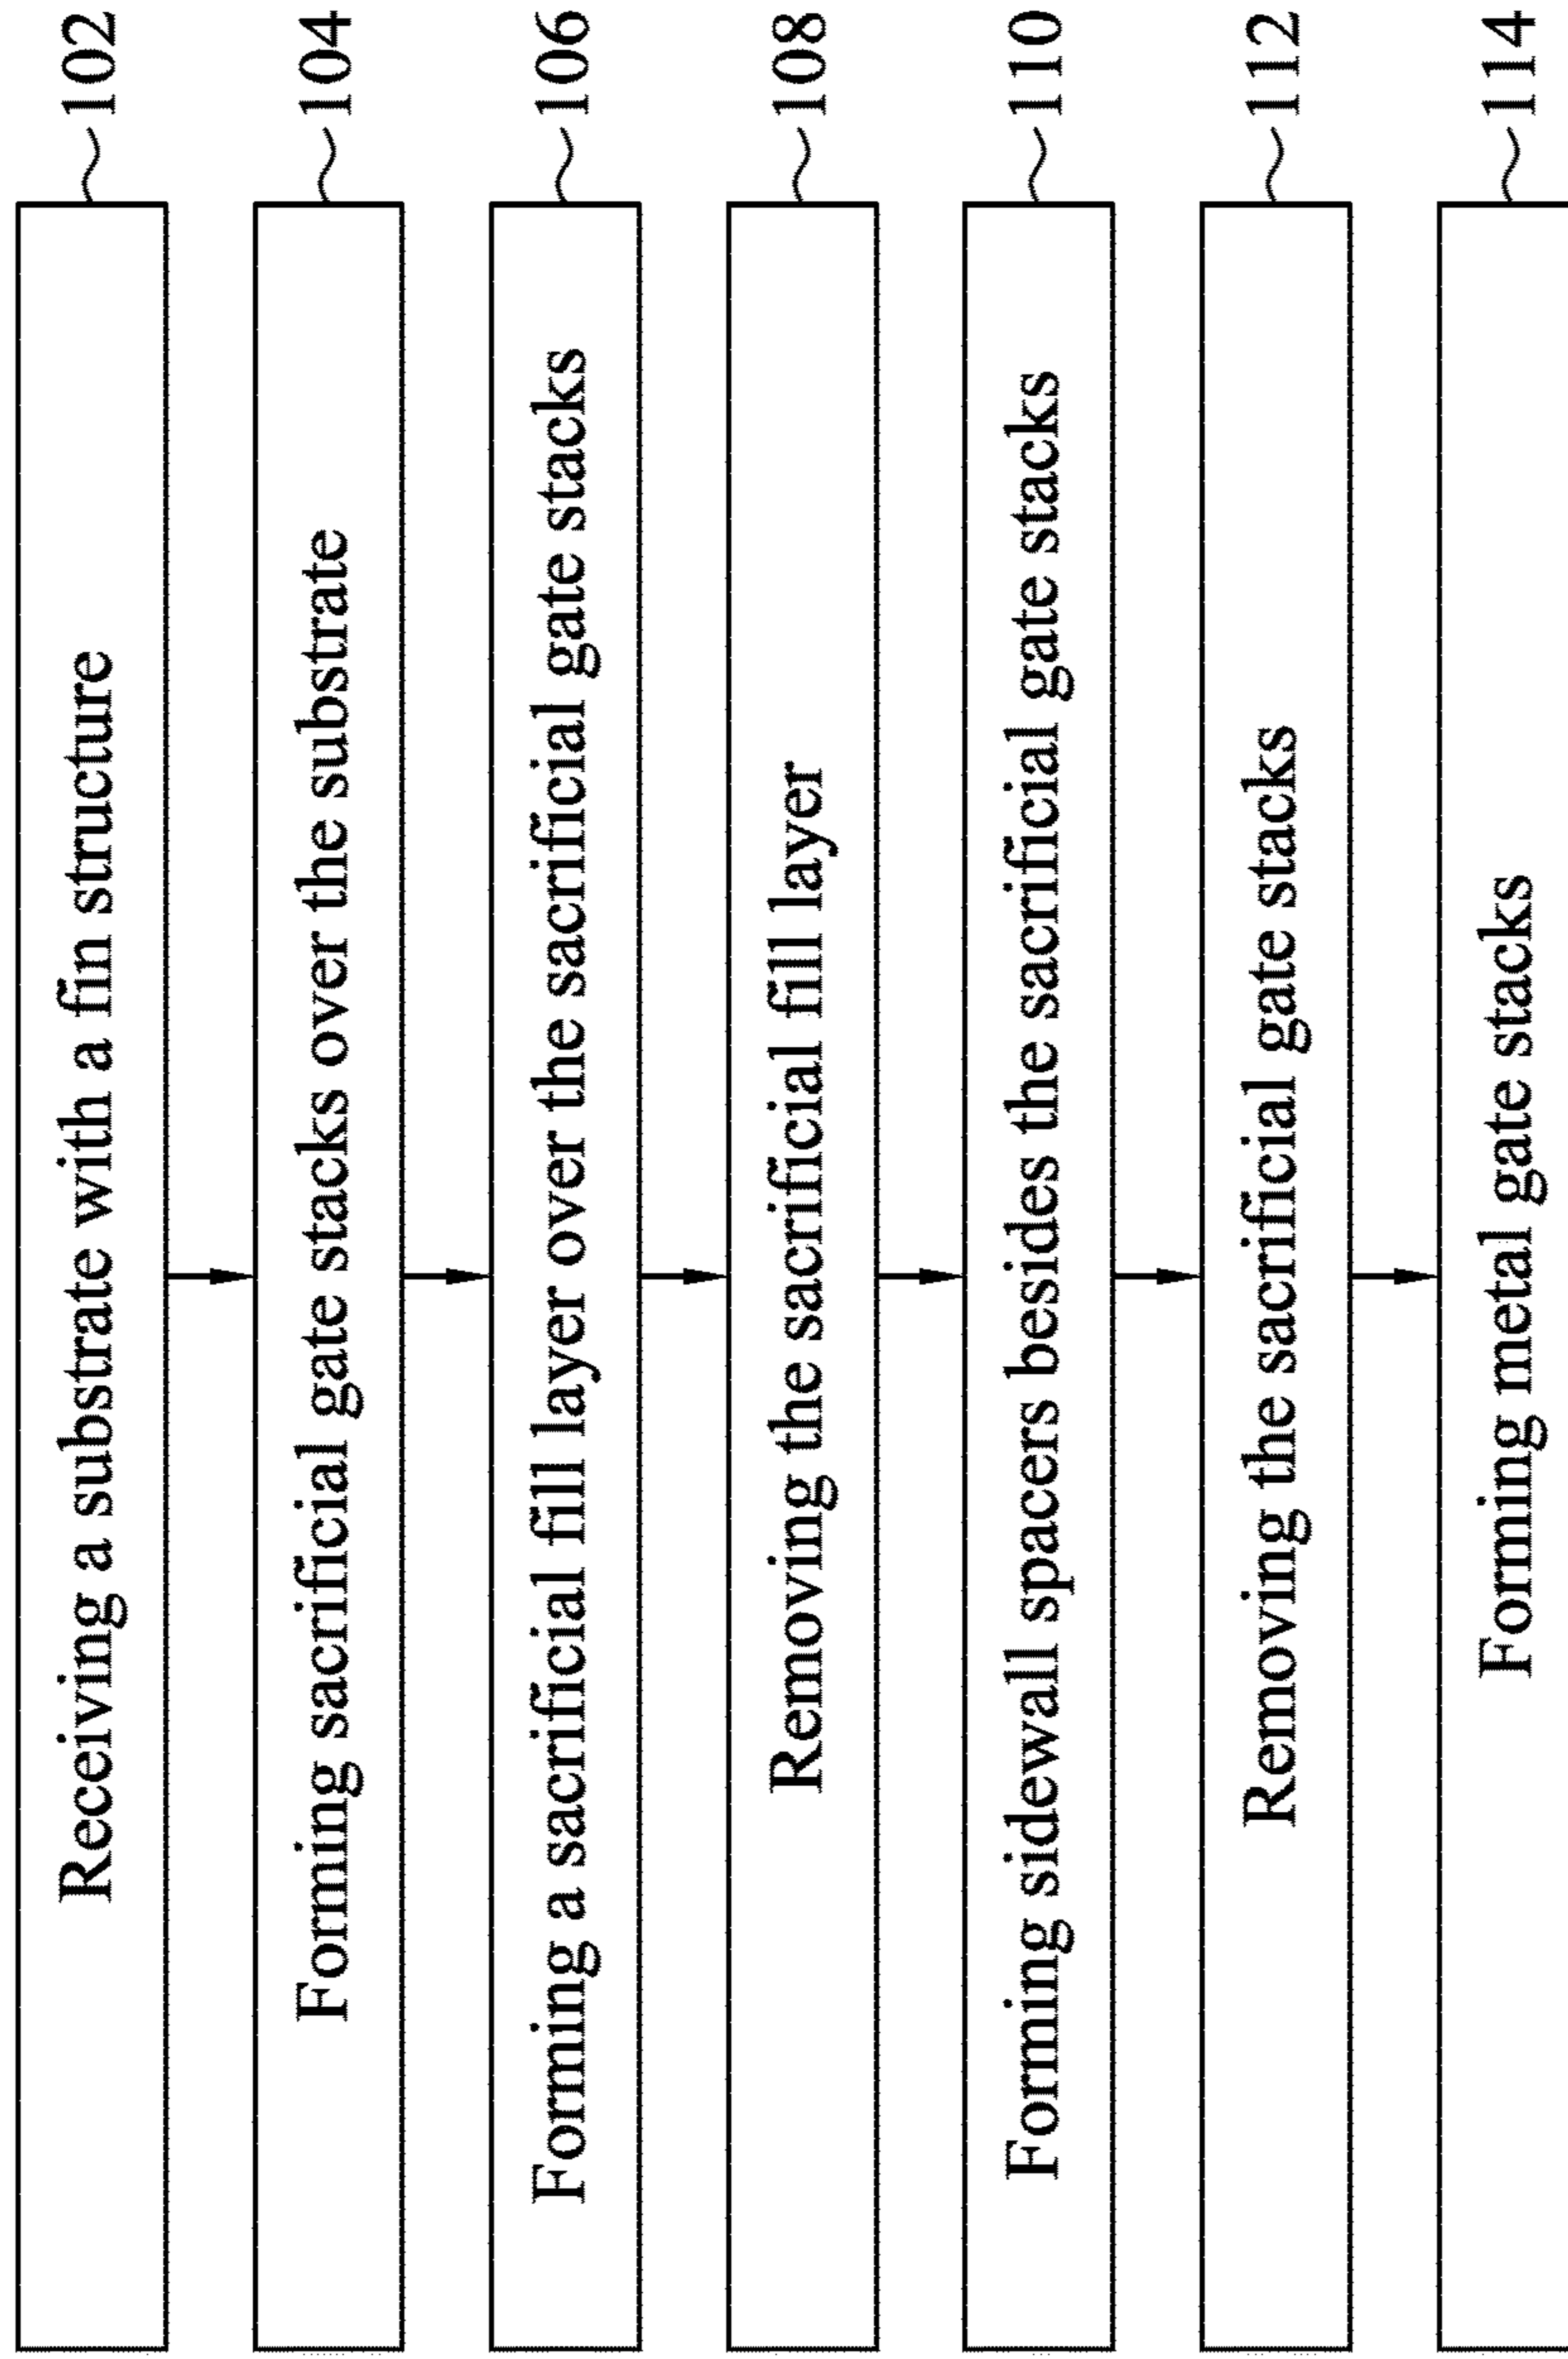 Receiving a substrate with a fin structure 102
Forming sacrificial gate stacks over the substrate 104
Forming a sacrificial fill layer over the sacrificial gate stacks 106
Removing the sacrificial fill layer 108
Forming sidewall spacers besides the sacrificial gate stacks 110
Removing the sacrificial gate stacks 112
Forming metal gate stacks 114